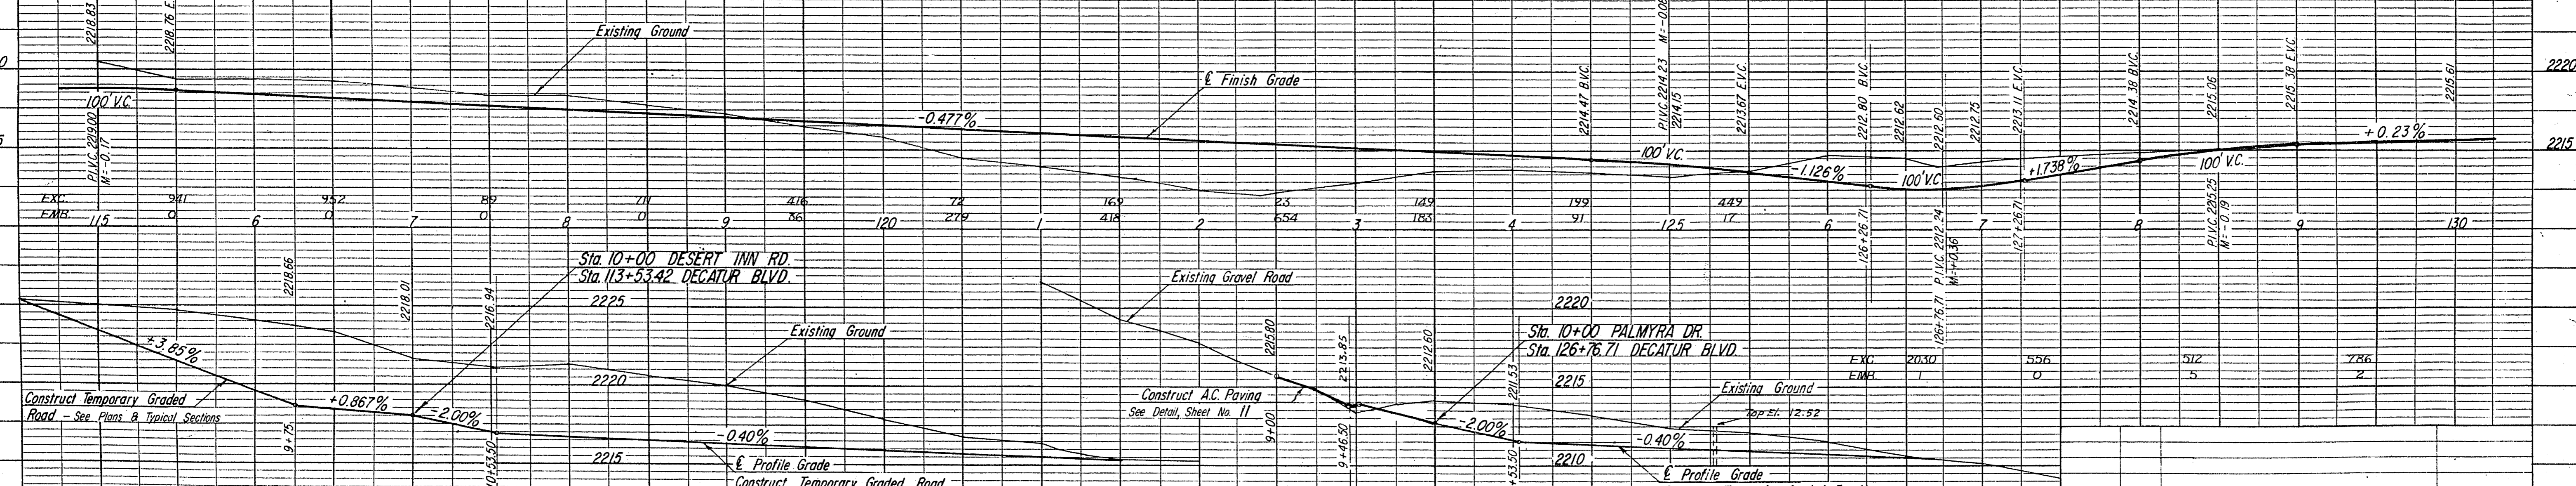 2218.83
2218.76 E.
Existing Ground
₵ Finish Grade
100' V.C.
P.I.V.C. 2219.00
M=-0.17
-0.477%
2214.47 B.V.C.
P.I.V.C. 2214.23 M=-0.08
2214.15
2213.67 E.V.C.
100' V.C.
-1.126%
2212.80 B.V.C.
2212.62
2212.60
2212.75
2213.11 E.V.C.
100' V.C.
+1.738%
2214.38 B.V.C.
2215.06
2215.38 E.V.C.
2215.61
100' V.C.
+0.23%
2220
2215
P.I.V.C. 2215.25
M=-0.19
126+26.71
126+76.71 P.I.V.C. 2212.24
M=+0.36
127+26.71
EXC. 941 952 89 711 416 72 169 23 149 199 449
EMB. 0 0 0 0 36 279 418 654 183 91 17
115 6 7 8 9 120 1 2 3 4 125 6 7 8 9 130
EXC. 2030 556 512 786
EMB. 1 0 5 2
2218.66
2218.01
2216.94
Sta. 10+00 DESERT INN RD.
Sta. 113+53.42 DECATUR BLVD.
2225
Existing Ground
2220
+3.85%
Construct Temporary Graded
Road - See Plans & Typical Sections
+0.867%
-2.00%
-0.40%
9+75
10+53.50
2215
₵ Profile Grade
Construct Temporary Graded Road
Existing Gravel Road
2215.80
2213.85
2212.60
2211.53
Sta. 10+00 PALMYRA DR.
Sta. 126+76.71 DECATUR BLVD.
2220
2215
Construct A.C. Paving
See Detail, Sheet No. 11
9+00
9+46.50
-2.00%
+53.50
Existing Ground
Top El. 12.52
-0.40%
2210
₵ Profile Grade